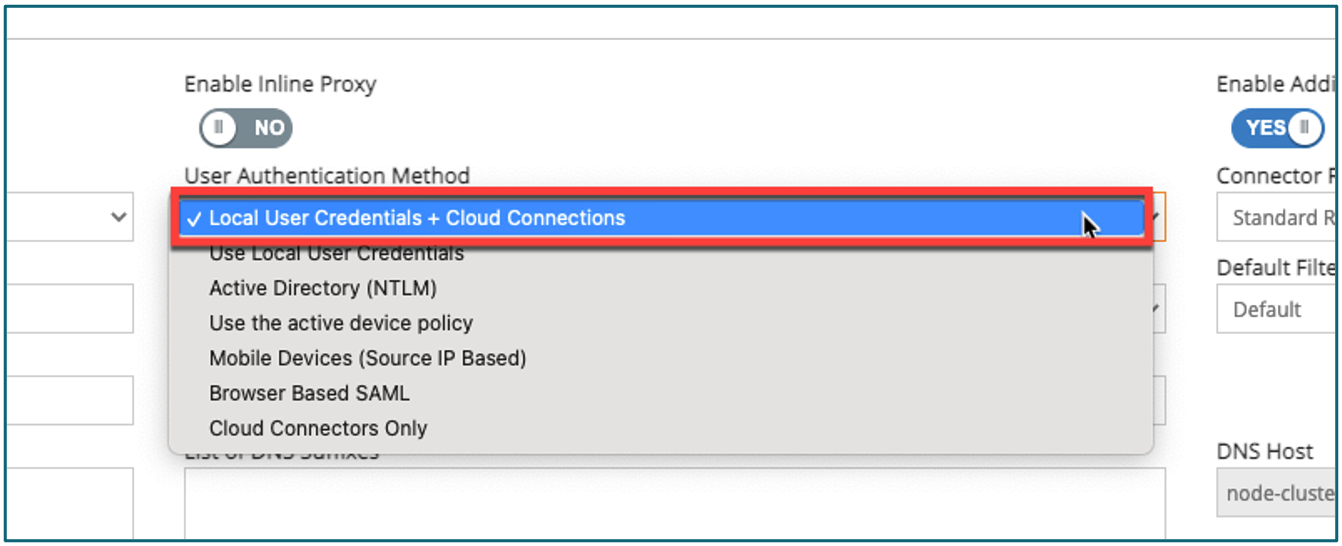 Enable Inline Proxy
Enable Addi
NO
YES
User Authentication Method
Connector
✓ Local User Credentials + Cloud Connections
Standard R
Use Local User Credentials
Default Filte
Active Directory (NTLM)
Default
Use the active device policy
Mobile Devices (Source IP Based)
Browser Based SAML
Cloud Connectors Only
List of DNS Suffixes
DNS Host
node-cluste